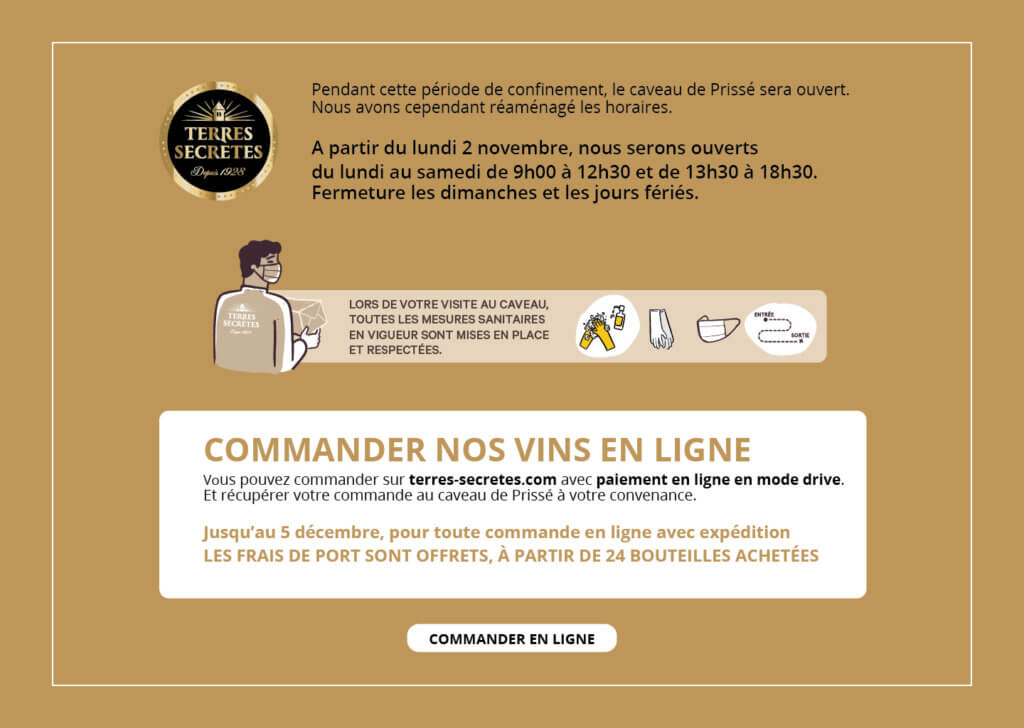 Pendant cette période de confinement, le caveau de Prissé sera ouvert.
Nous avons cependant réaménagé les horaires.
TERRES
SECRETES
Depuis 1928
A partir du lundi 2 novembre, nous serons ouverts
du lundi au samedi de 9h00 à 12h30 et de 13h30 à 18h30.
Fermeture les dimanches et les jours fériés.
TERRES
SECRETES
Depuis 1928
LORS DE VOTRE VISITE AU CAVEAU,
TOUTES LES MESURES SANITAIRES
EN VIGUEUR SONT MISES EN PLACE
ET RESPECTÉES.
ENTRÉE
SORTIE
COMMANDER NOS VINS EN LIGNE
Vous pouvez commander sur terres-secretes.com avec paiement en ligne en mode drive.
Et récupérer votre commande au caveau de Prissé à votre convenance.
Jusqu'au 5 décembre, pour toute commande en ligne avec expédition
LES FRAIS DE PORT SONT OFFRETS, À PARTIR DE 24 BOUTEILLES ACHETÉES
COMMANDER EN LIGNE